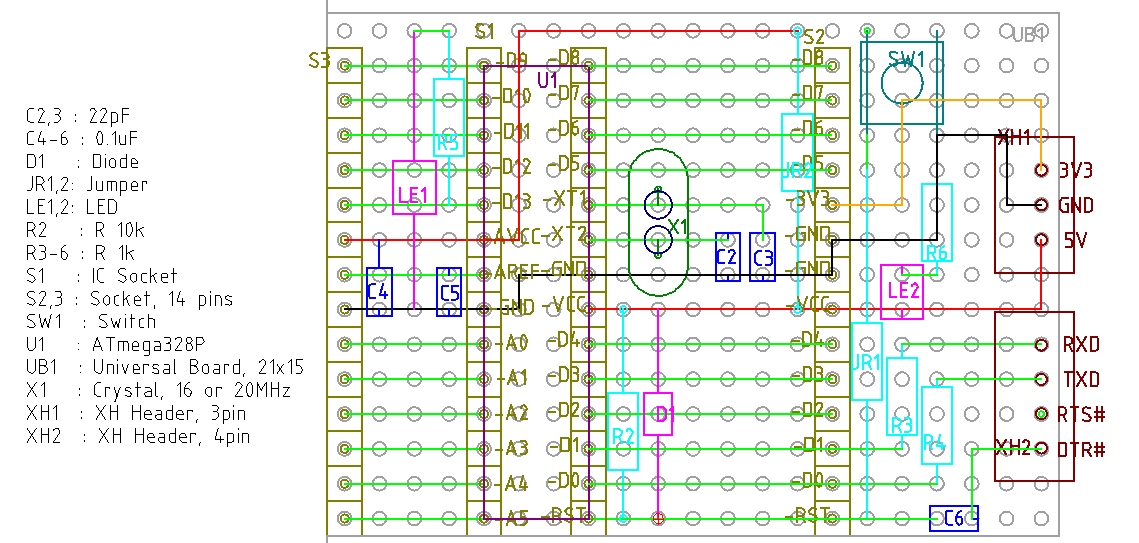 C2,3 : 22pF
C4-6 : 0.1uF
D1 : Diode
JR1,2: Jumper
LE1,2: LED
R2 : R 10k
R3-6 : R 1k
S1 : IC Socket
S2,3 : Socket, 14 pins
SW1 : Switch
U1 : ATmega328P
UB1 : Universal Board, 21x15
X1 : Crystal, 16 or 20MHz
XH1 : XH Header, 3pin
XH2 : XH Header, 4pin
S1 S2 UB1
S3 -D9 -D8 -D8 SW1
U1
-D10 -D7 -D7
R5 -D11 -D6 -D6 XH1
-D12 -D5 JR2 D5 3V3
LE1 -D13 -XT1 -3V3 GND
X1
-AVCC -XT2 -GND R6 5V
C2 C3
-AREF -GND -GND
C4 C5 LE2
GND -VCC -VCC
-A0 -D4 -D4 RXD
JR1
-A1 -D3 -D3 TXD
-A2 D1 -D2 -D2 RTS#
R2 R3 R4
-A3 -D1 -D1 XH2 DTR#
-A4 -D0 -D0
A5 -RST -RST C6